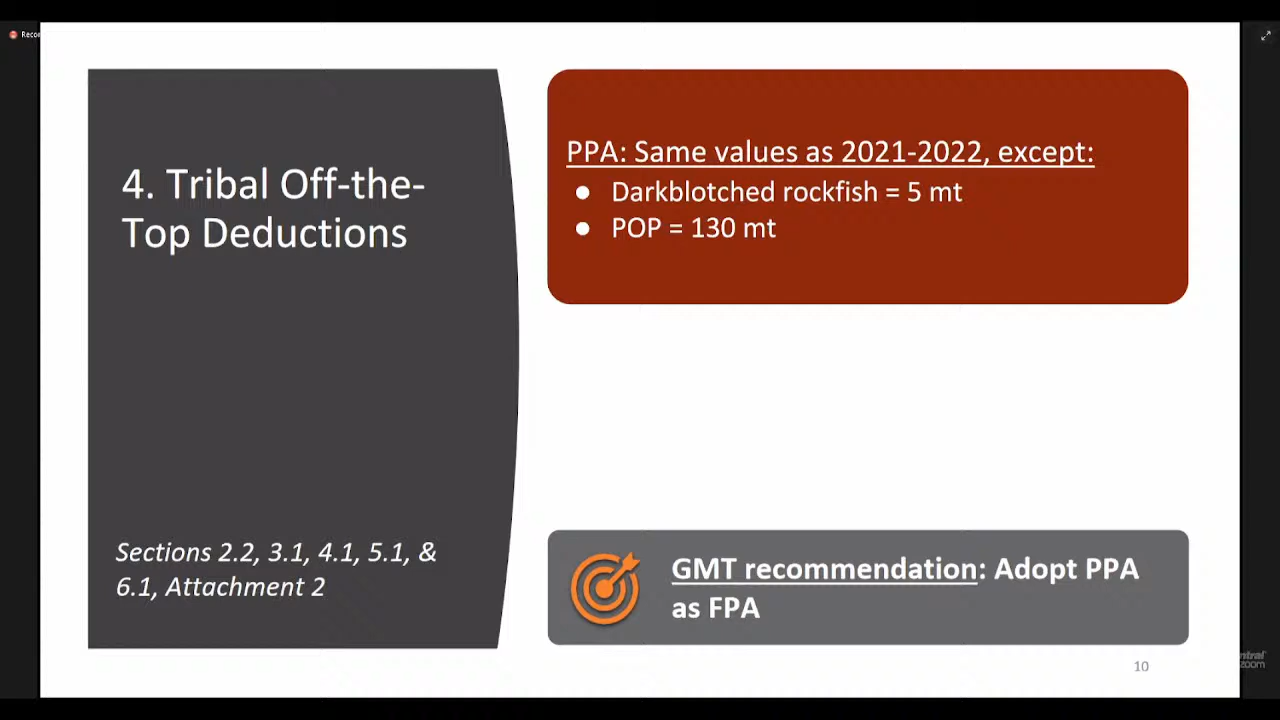 4. Tribal Off-the-
Top Deductions
Sections 2.2, 3.1, 4.1, 5.1, &
6.1, Attachment 2
PPA: Same values as 2021-2022, except:
● Darkblotched rockfish = 5 mt
● POP = 130 mt
GMT recommendation: Adopt PPA
as FPA
10
zoom